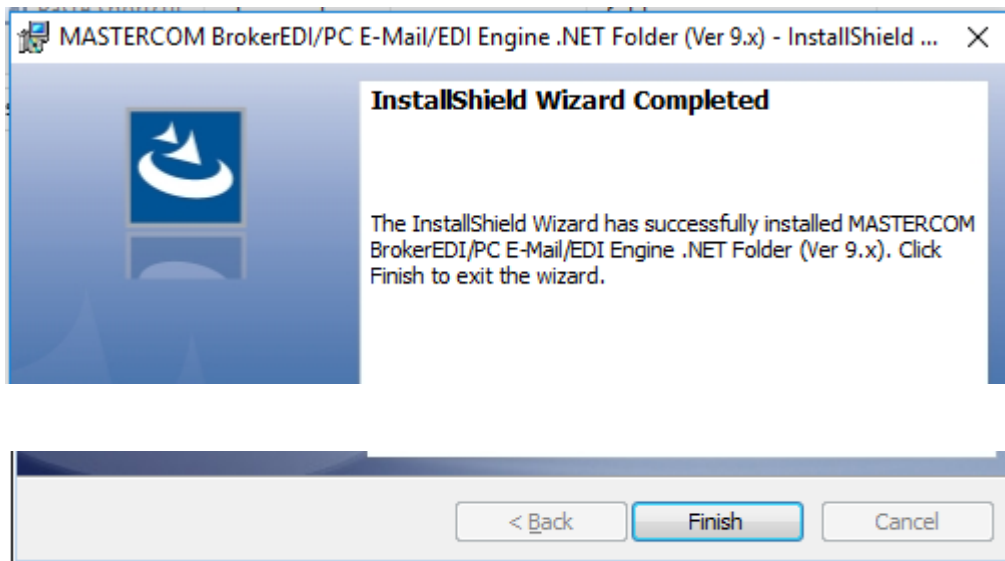 MASTERCOM BrokerEDI/PC E-Mail/EDI Engine .NET Folder (Ver 9.x) - InstallShield ...
InstallShield Wizard Completed
The InstallShield Wizard has successfully installed MASTERCOM
BrokerEDI/PC E-Mail/EDI Engine .NET Folder (Ver 9.x). Click
Finish to exit the wizard.
< Back Finish Cancel